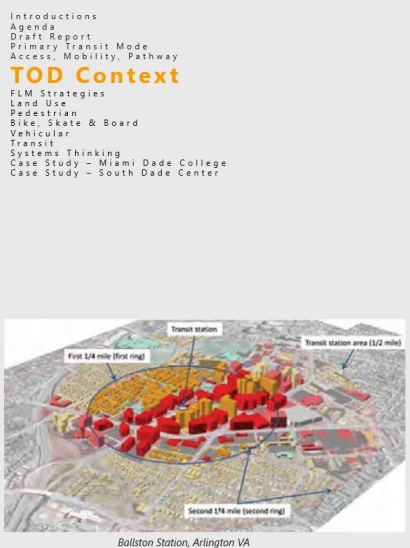 Introductions
Agenda
Draft Report
Primary Transit Mode
Access, Mobility, Pathway
TOD Context
FLM Strategies
Land Use
Pedestrian
Bike, Skate & Board
Vehicular
Transit
Systems Thinking
Case Study – Miami Dade College
Case Study – South Dade Center
Transit station
Transit station area (1/2 mile)
First 1/4 mile (first ring)
Second 1/4 mile (second ring)
Ballston Station, Arlington VA